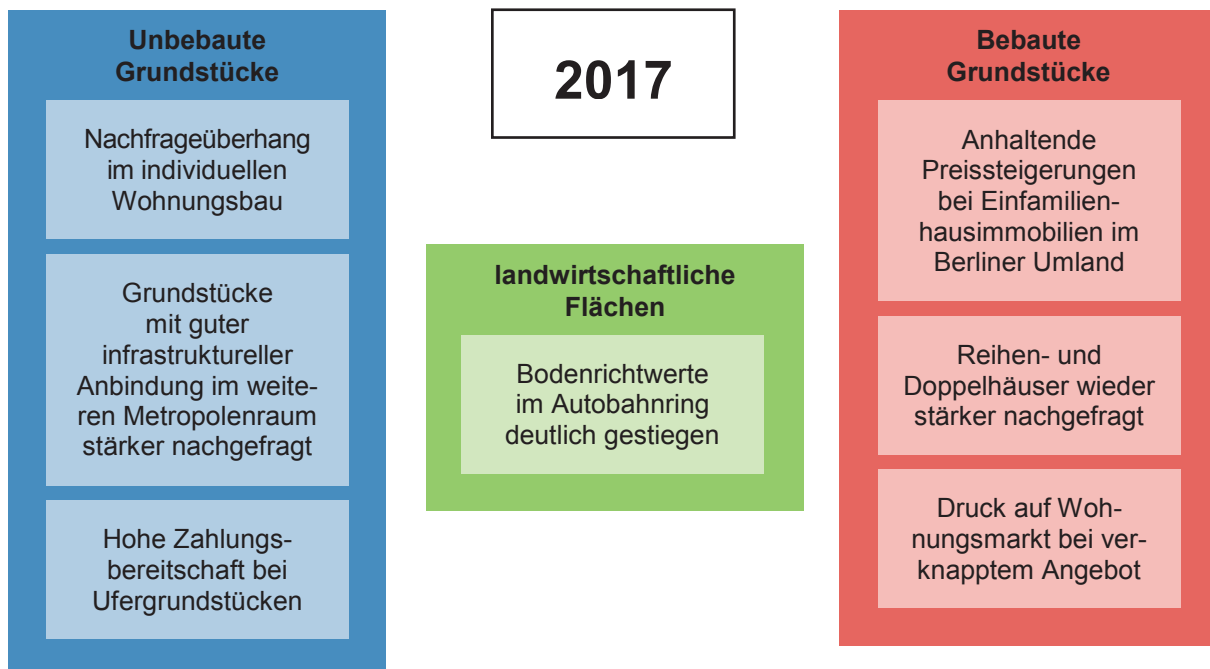 Unbebaute
Grundstücke
Nachfrageüberhang
im individuellen
Wohnungsbau
Grundstücke
mit guter
infrastruktureller
Anbindung im weite-
ren Metropolenraum
stärker nachgefragt
Hohe Zahlungs-
bereitschaft bei
Ufergrundstücken
2017
landwirtschaftliche
Flächen
Bodenrichtwerte
im Autobahnring
deutlich gestiegen
Bebaute
Grundstücke
Anhaltende
Preissteigerungen
bei Einfamilien-
hausimmobilien im
Berliner Umland
Reihen- und
Doppelhäuser wieder
stärker nachgefragt
Druck auf Woh-
nungsmarkt bei ver-
knapptem Angebot